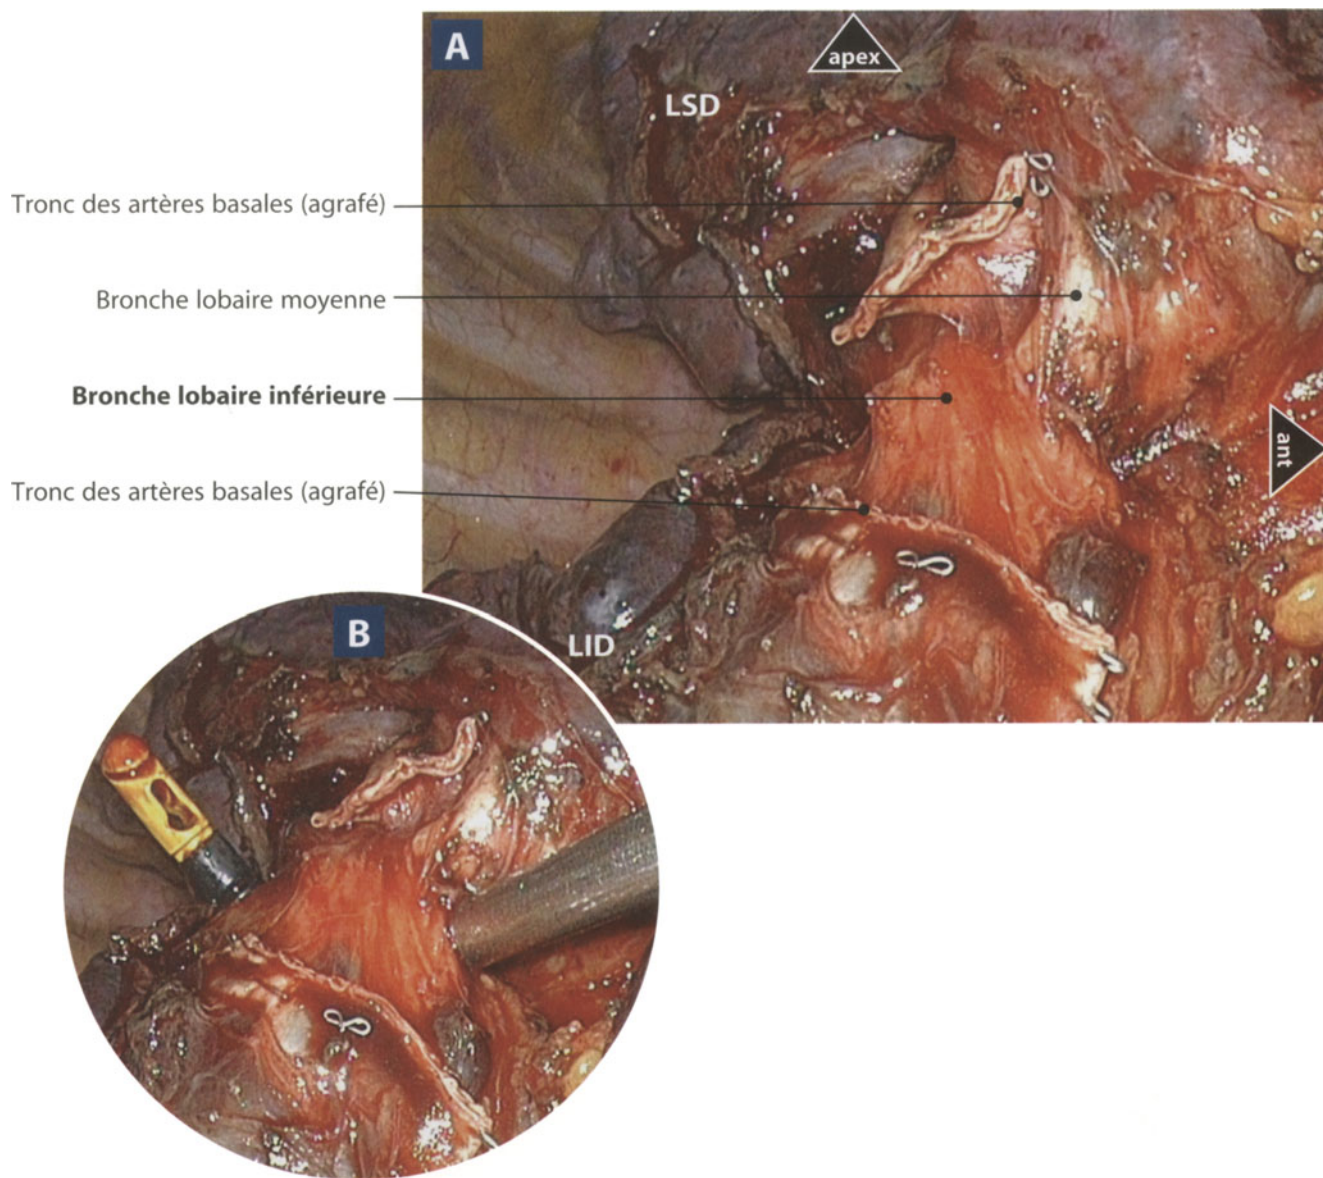 A
apex
LSD
Tronc des artères basales (agrafé)
Bronche lobaire moyenne
Bronche lobaire inférieure
ant
Tronc des artères basales (agrafé)
LID
B